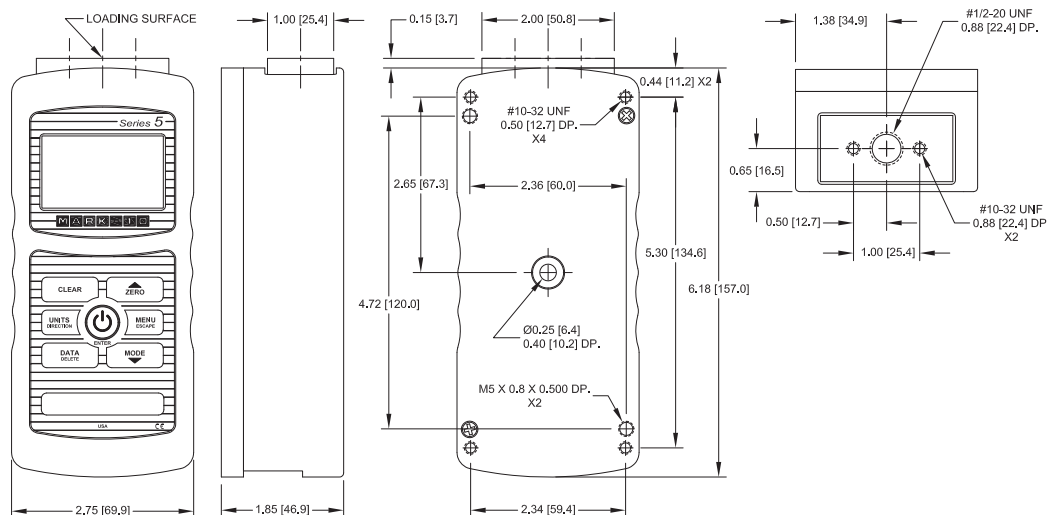 LOADING SURFACE
Series 5
MARK-10
CLEAR
ZERO
UNITS
DIRECTION
MENU
ESCAPE
ENTER
DATA
DELETE
MODE
USA
CE
2.75 [69.9]
1.00 [25.4]
1.85 [46.9]
0.15 [3.7]
2.00 [50.8]
0.44 [11.2] X2
#10-32 UNF
0.50 [12.7] DP.
X4
2.65 [67.3]
2.36 [60.0]
5.30 [134.6]
6.18 [157.0]
4.72 [120.0]
Ø0.25 [6.4]
0.40 [10.2] DP.
M5 X 0.8 X 0.500 DP.
X2
2.34 [59.4]
1.38 [34.9]
#1/2-20 UNF
0.88 [22.4] DP.
0.65 [16.5]
0.50 [12.7]
#10-32 UNF
0.88 [22.4] DP
X2
1.00 [25.4]